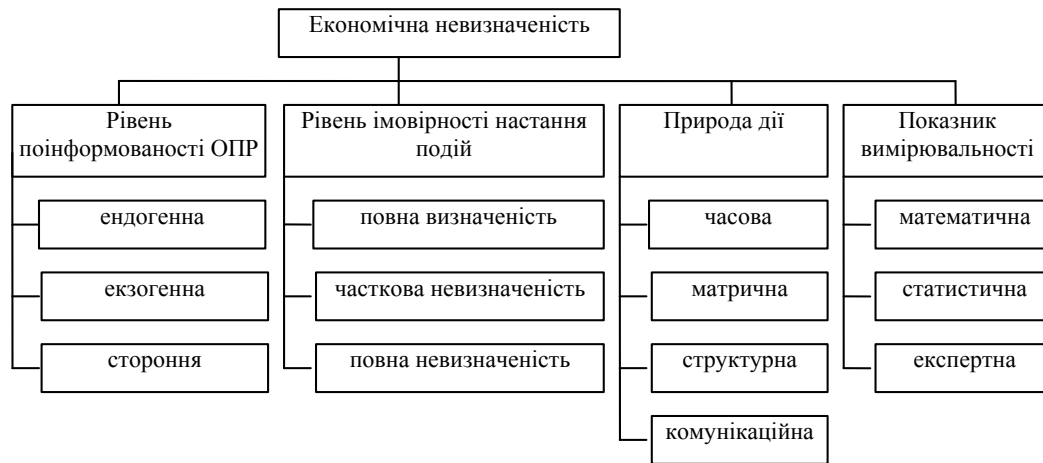 Економічна невизначеність
Рівень
поінформованості ОПР
ендогенна
екзогенна
стороння
Рівень імовірності настання
подій
повна визначеність
часткова невизначеність
повна невизначеність
Природа дії
часова
матрична
структурна
комунікаційна
Показник
вимірювальності
математична
статистична
експертна